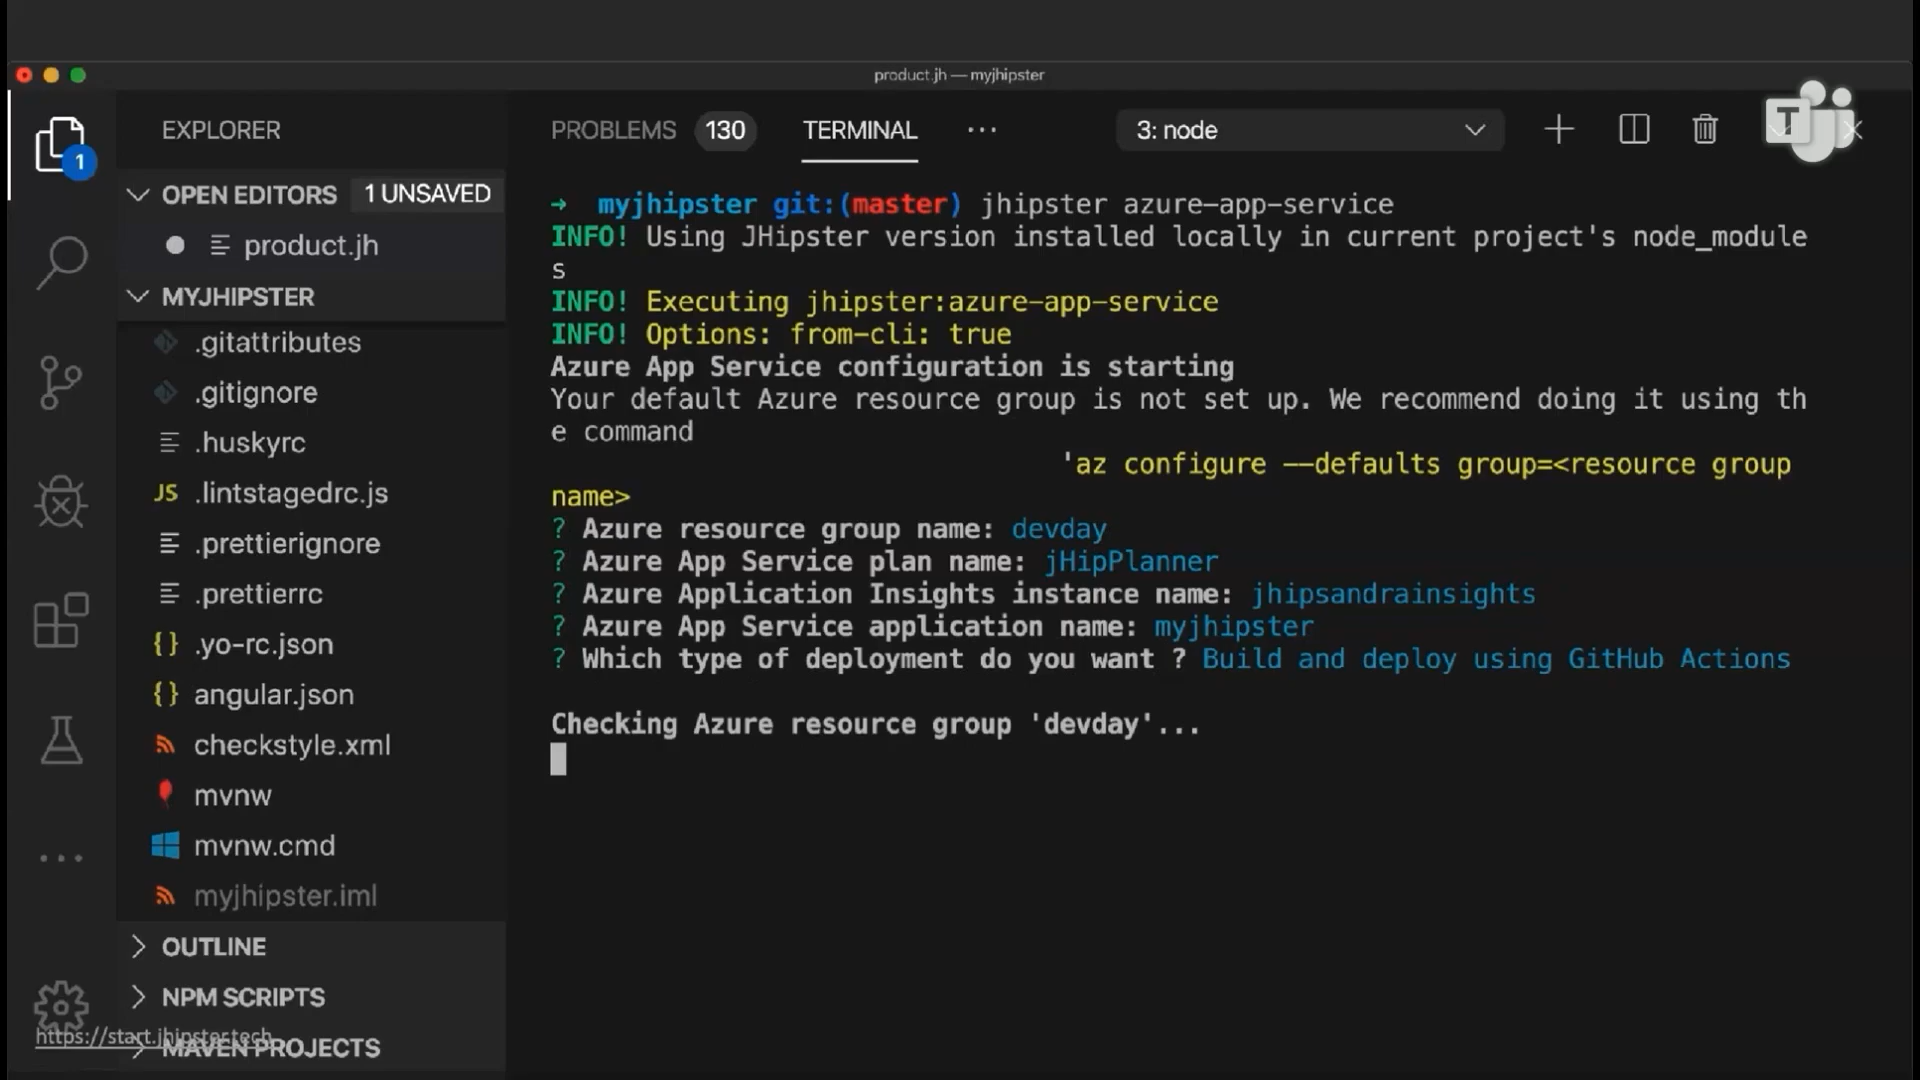 product.jh — myjhipster
EXPLORER
OPEN EDITORS 1 UNSAVED
product.jh
MYJHIPSTER
.gitattributes
.gitignore
.huskyrc
JS .lintstagedrc.js
.prettierignore
.prettierrc
{} .yo-rc.json
{} angular.json
checkstyle.xml
mvnw
mvnw.cmd
myjhipster.iml
OUTLINE
NPM SCRIPTS
MAVEN PROJECTS
1
https://start.jhipster.tech
PROBLEMS 130 TERMINAL ··· 3: node
T
→ myjhipster git:(master) jhipster azure-app-service
INFO! Using JHipster version installed locally in current project's node_module
s
INFO! Executing jhipster:azure-app-service
INFO! Options: from-cli: true
Azure App Service configuration is starting
Your default Azure resource group is not set up. We recommend doing it using th
e command
'az configure --defaults group=<resource group
name>
? Azure resource group name: devday
? Azure App Service plan name: jHipPlanner
? Azure Application Insights instance name: jhipsandrainsights
? Azure App Service application name: myjhipster
? Which type of deployment do you want ? Build and deploy using GitHub Actions
Checking Azure resource group 'devday'...